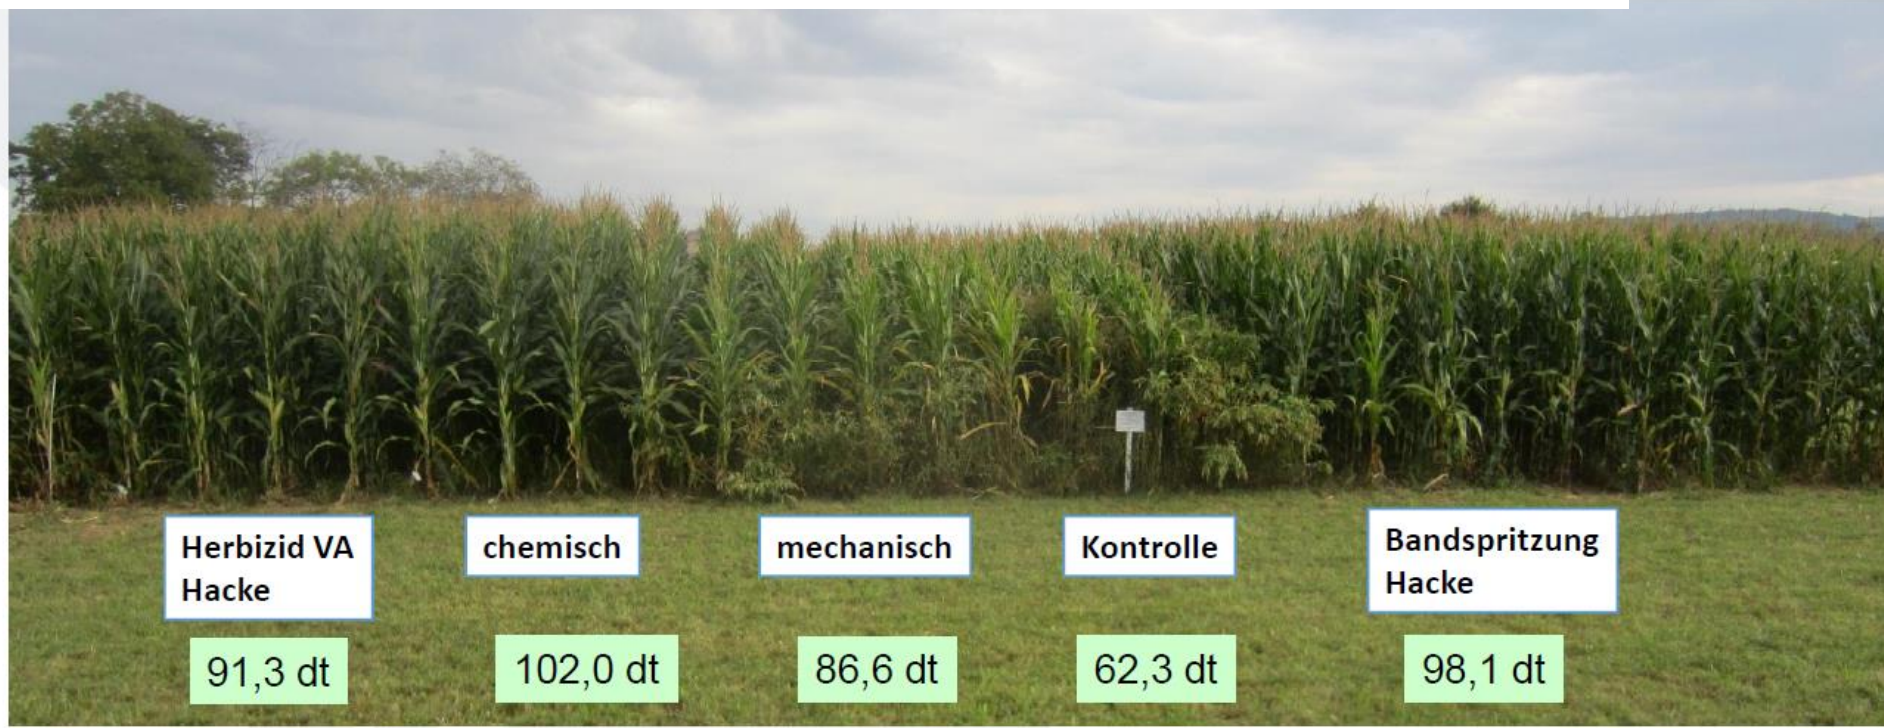 Herbizid VA
Hacke
chemisch
mechanisch
Kontrolle
Bandspritzung
Hacke
91,3 dt
102,0 dt
86,6 dt
62,3 dt
98,1 dt